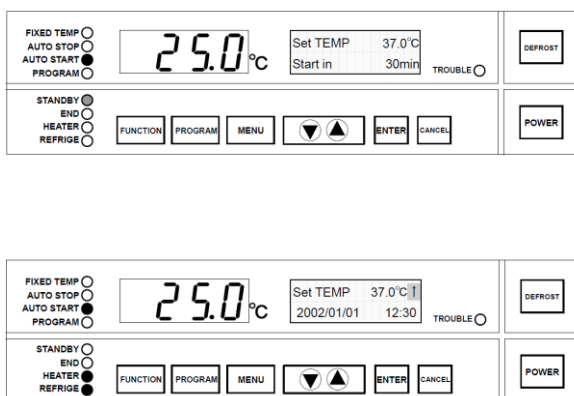 FIXED TEMP
AUTO STOP
AUTO START
PROGRAM
25.0°C
Set TEMP 37.0°C
Start in 30min
TROUBLE
DEFROST
STANDBY
END
HEATER
REFRIGE
FUNCTION PROGRAM MENU ENTER CANCEL
POWER
FIXED TEMP
AUTO STOP
AUTO START
PROGRAM
25.0°C
Set TEMP 37.0°C ↑
2002/01/01 12:30
TROUBLE
DEFROST
STANDBY
END
HEATER
REFRIGE
FUNCTION PROGRAM MENU ENTER CANCEL
POWER